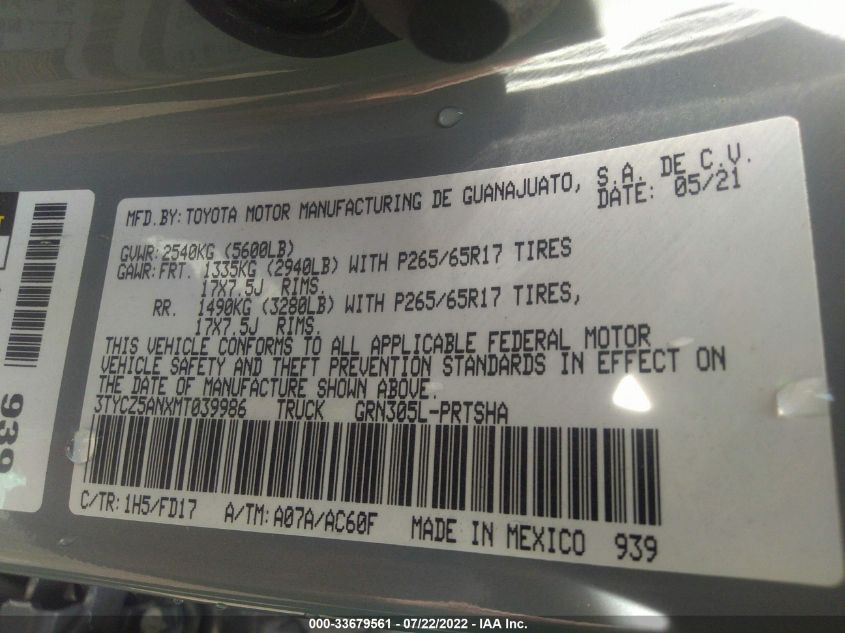 MFD.BY: TOYOTA MOTOR MANUFACTURING DE GUANAJUATO, S.A. DE C.V.
DATE: 05/21
GVWR: 2540KG (5600LB)
GAWR: FRT. 1335KG (2940LB) WITH P265/65R17 TIRES
17X7.5J RIMS.
RR. 1490KG (3280LB) WITH P265/65R17 TIRES,
17X7.5J RIMS.
THIS VEHICLE CONFORMS TO ALL APPLICABLE FEDERAL MOTOR
VEHICLE SAFETY AND THEFT PREVENTION STANDARDS IN EFFECT ON
THE DATE OF MANUFACTURE SHOWN ABOVE.
3TYCZ5ANXMT039986 TRUCK GRN305L-PRTSHA
C/TR: 1H5/FD17 A/TM: A07A/AC60F MADE IN MEXICO 939
939
000-33679561 - 07/22/2022 - IAA Inc.